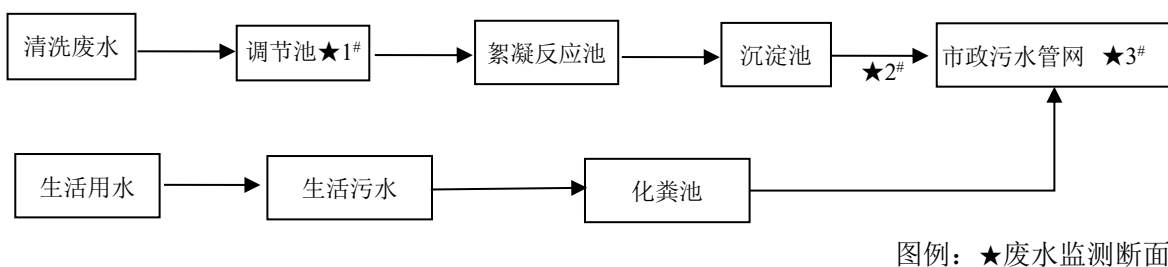 清洗废水
调节池★1#
絮凝反应池
沉淀池
★2#
市政污水管网 ★3#
生活用水
生活污水
化粪池
图例：★废水监测断面